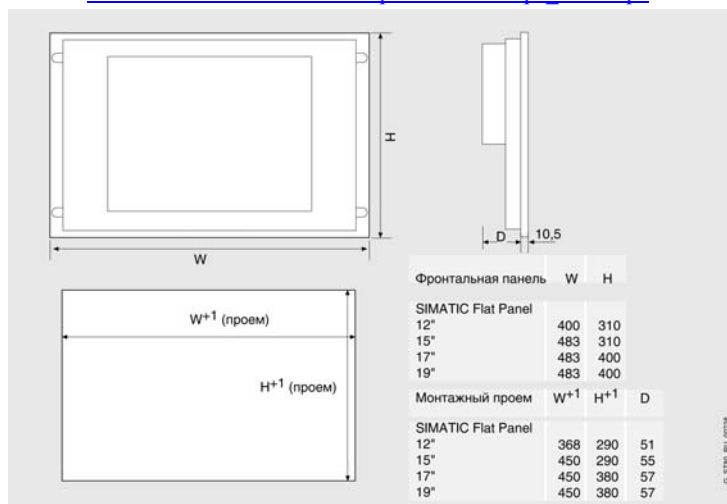 H
W
D
10,5
W+1 (проем)
H+1 (проем)
Фронтальная панель W H
SIMATIC Flat Panel
12" 400 310
15" 483 310
17" 483 400
19" 483 400
Монтажный проем W+1 H+1 D
SIMATIC Flat Panel
12" 368 290 51
15" 450 290 55
17" 450 380 57
19" 450 380 57